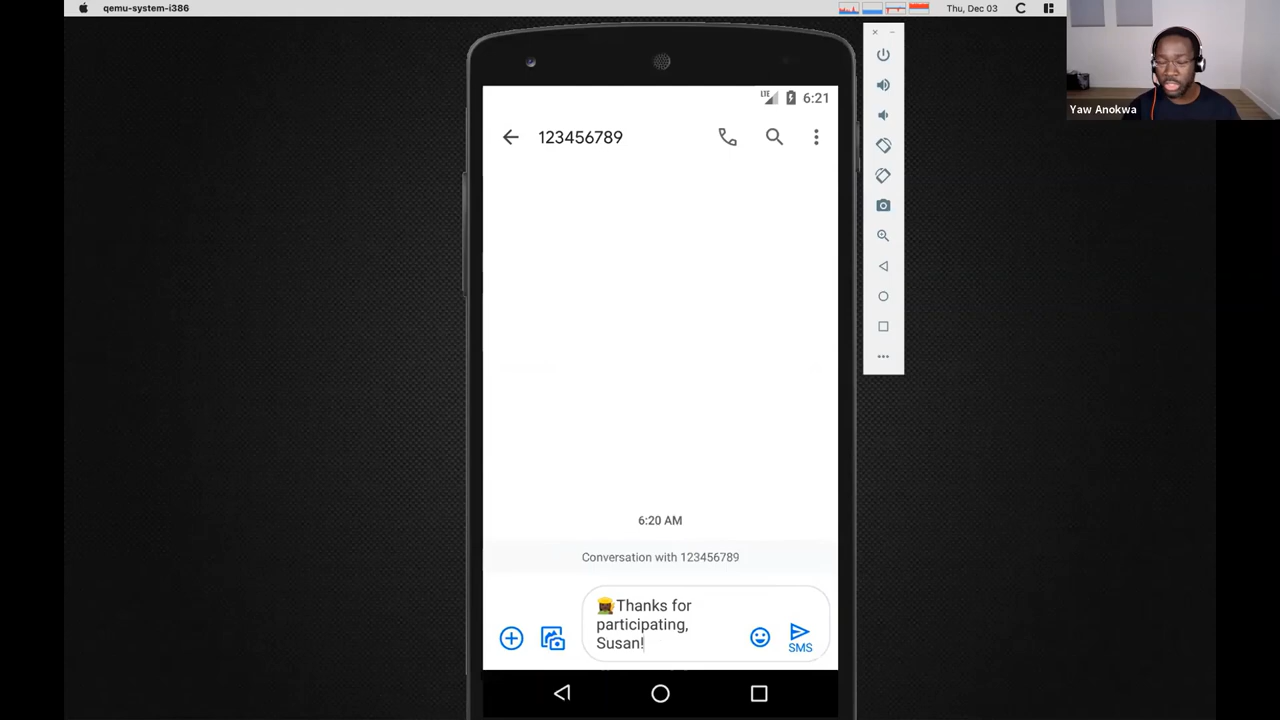 qemu-system-i386
Thu, Dec 03
Yaw Anokwa
LTE 6:21
123456789
6:20 AM
Conversation with 123456789
Thanks for
participating,
Susan!
SMS